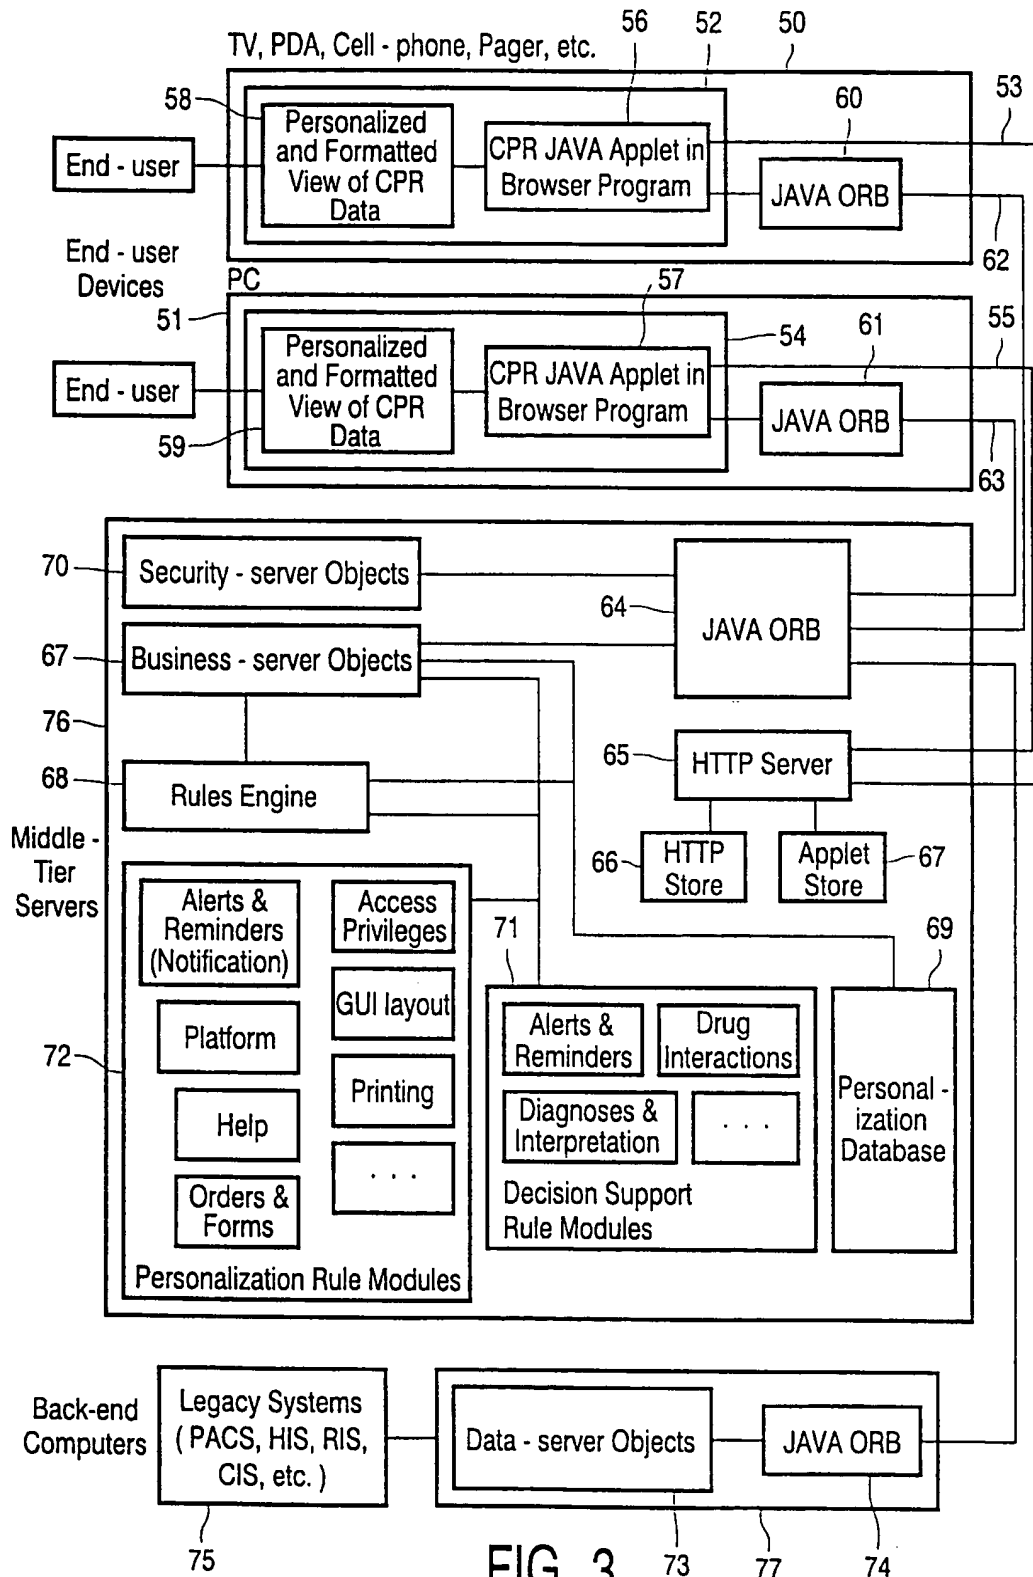 56 52 50
TV, PDA, Cell - phone, Pager, etc.
53
58
60
Personalized
and Formatted
View of CPR
Data
CPR JAVA Applet in
Browser Program
JAVA ORB
End - user
62
End - user
Devices
PC
57
51
55
54
61
Personalized
and Formatted
View of CPR
Data
CPR JAVA Applet in
Browser Program
JAVA ORB
End - user
59
63
70
Security - server Objects
64
JAVA ORB
67
Business - server Objects
76
65
HTTP Server
68
Rules Engine
Middle -
Tier
Servers
66
HTTP
Store
Applet
Store
67
Alerts &
Reminders
(Notification)
Access
Privileges
71
69
GUI layout
Platform
72
Alerts &
Reminders
Drug
Interactions
Printing
Help
Diagnoses &
Interpretation
. . .
Personal -
ization
Database
. . .
Orders &
Forms
Decision Support
Rule Modules
Personalization Rule Modules
Back-end
Computers
Legacy Systems
( PACS, HIS, RIS,
CIS, etc. )
Data - server Objects
JAVA ORB
75
FIG. 3
73
77
74